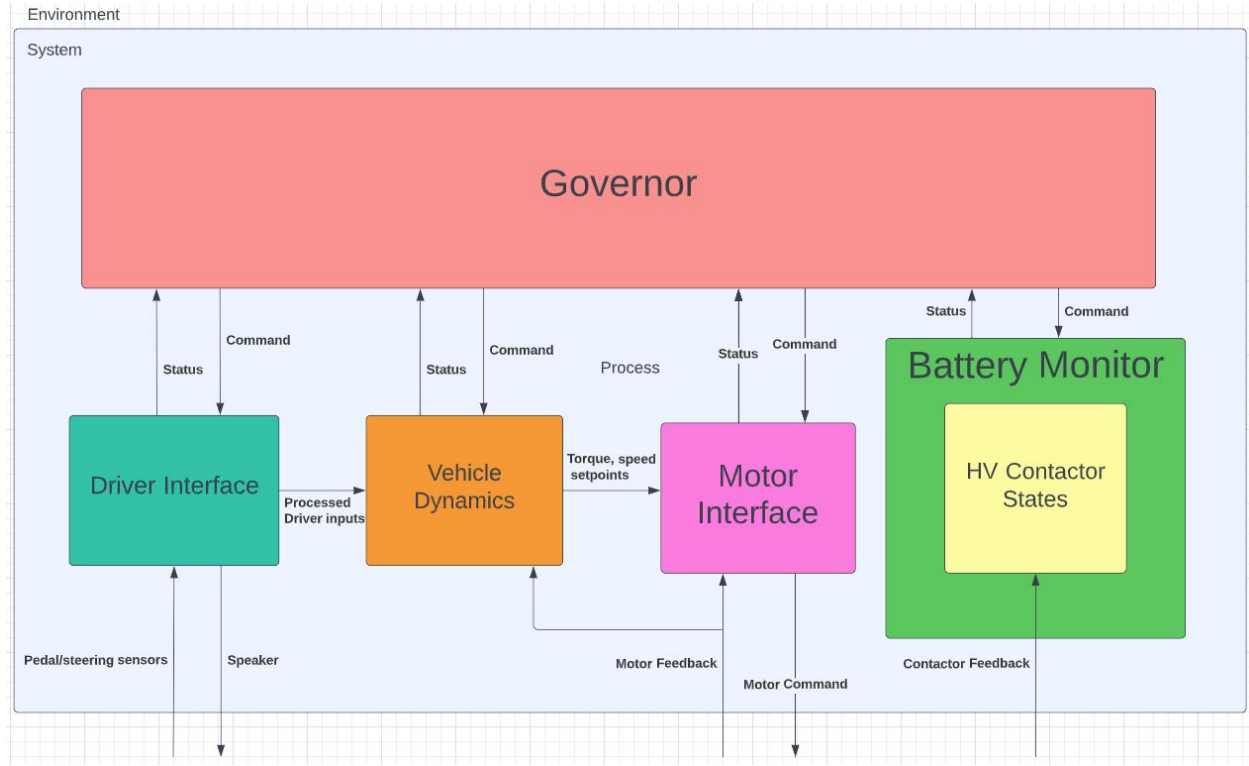 Environment
System
Governor
Status
Command
Status
Command
Process
Status
Command
Status
Command
Battery Monitor
Driver Interface
Processed
Driver inputs
Vehicle
Dynamics
Torque, speed
setpoints
Motor
Interface
HV Contactor
States
Pedal/steering sensors
Speaker
Motor Feedback
Motor Command
Contactor Feedback